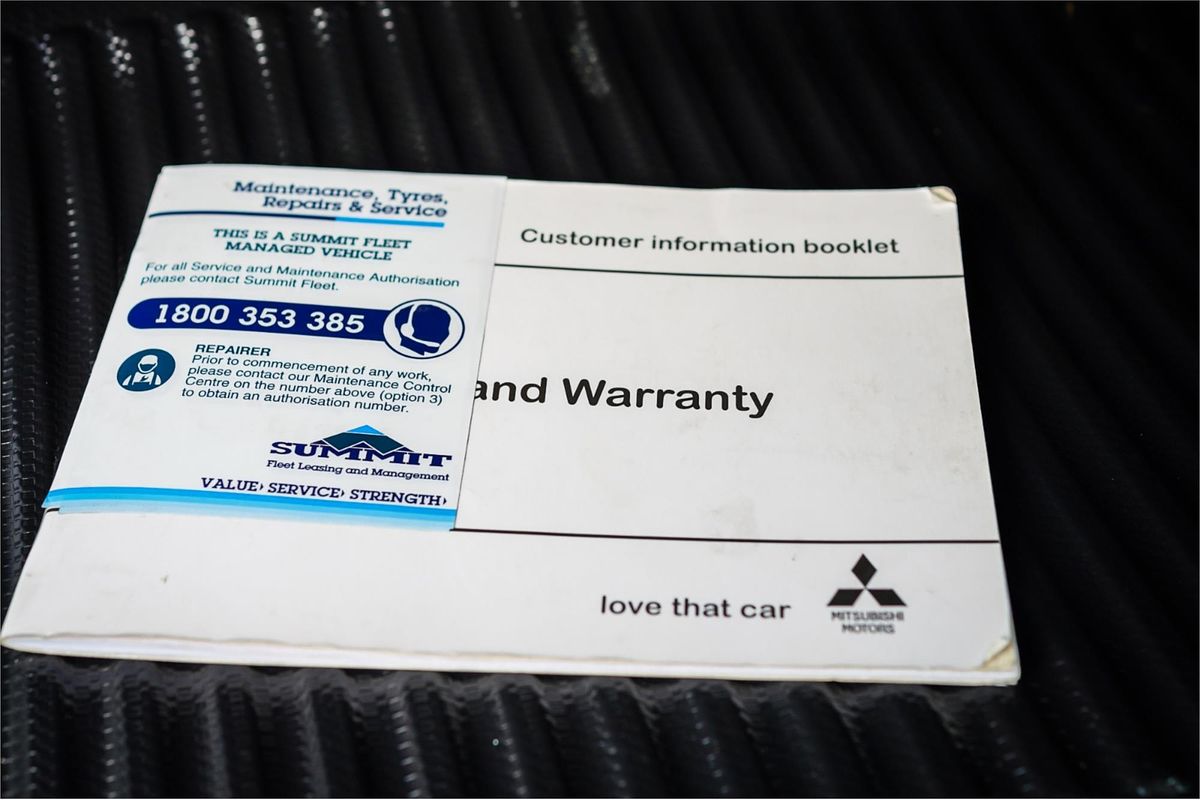 Maintenance, Tyres,
Repairs & Service
THIS IS A SUMMIT FLEET
MANAGED VEHICLE
For all Service and Maintenance Authorisation
please contact Summit Fleet.
1800 353 385
REPAIRER
Prior to commencement of any work,
please contact our Maintenance Control
Centre on the number above (option 3)
to obtain an authorisation number.
SUMMIT
Fleet Leasing and Management
VALUE› SERVICE› STRENGTH›
Customer information booklet
and Warranty
love that car
MITSUBISHI
MOTORS